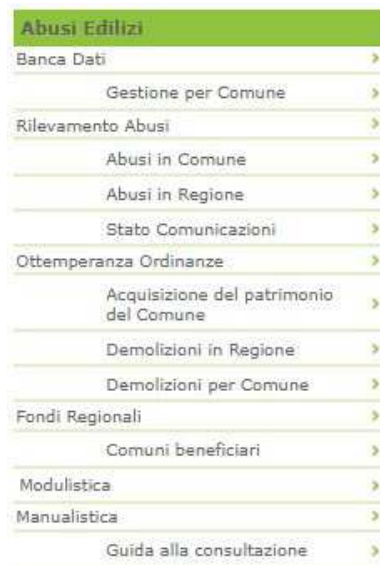 Abusi Edilizi
Banca Dati
Gestione per Comune
Rilevamento Abusi
Abusi in Comune
Abusi in Regione
Stato Comunicazioni
Ottemperanza Ordinanze
Acquisizione del patrimonio
del Comune
Demolizioni in Regione
Demolizioni per Comune
Fondi Regionali
Comuni beneficiari
Modulistica
Manualistica
Guida alla consultazione